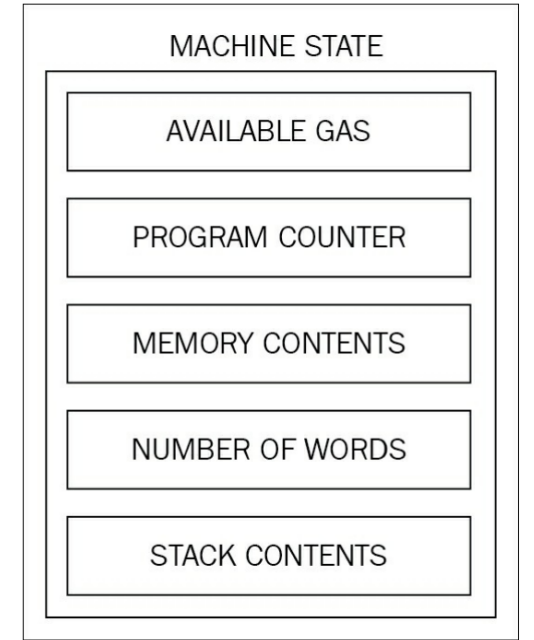 MACHINE STATE
AVAILABLE GAS
PROGRAM COUNTER
MEMORY CONTENTS
NUMBER OF WORDS
STACK CONTENTS